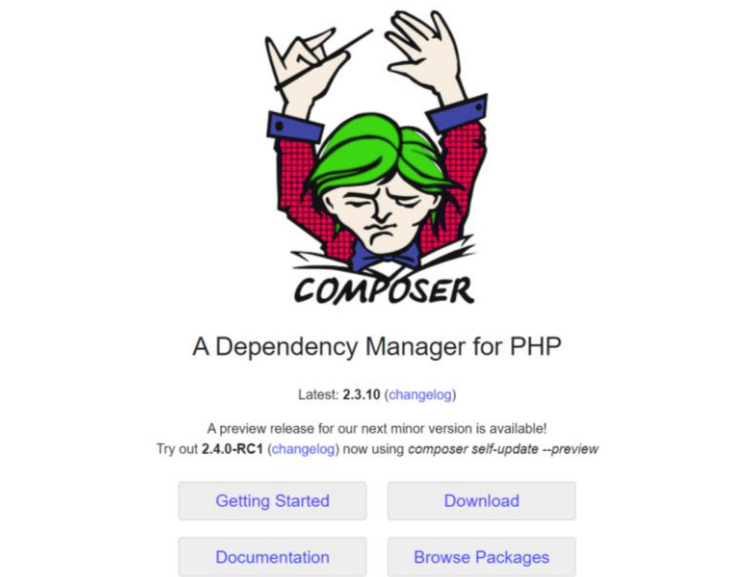 COMPOSER
A Dependency Manager for PHP
Latest: 2.3.10 (changelog)
A preview release for our next minor version is available!
Try out 2.4.0-RC1 (changelog) now using composer self-update --preview
Getting Started
Download
Documentation
Browse Packages